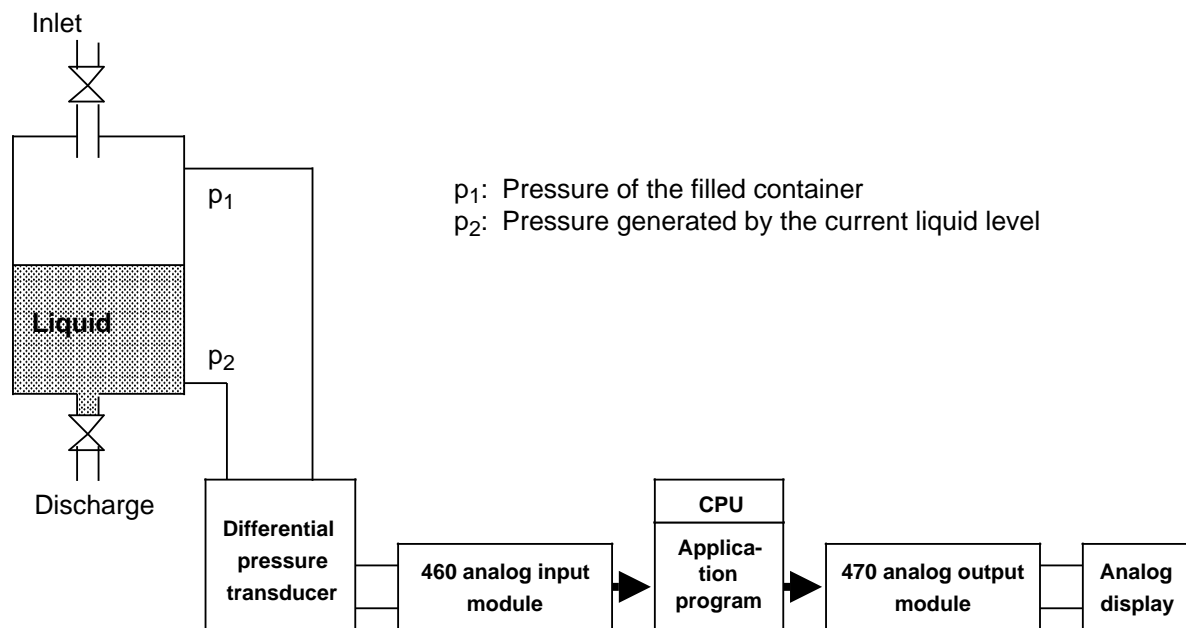 Inlet
p1
p1: Pressure of the filled container
p2: Pressure generated by the current liquid level
Liquid
p2
Discharge
Differential
pressure
transducer
460 analog input
module
CPU
Applica-
tion
program
470 analog output
module
Analog
display